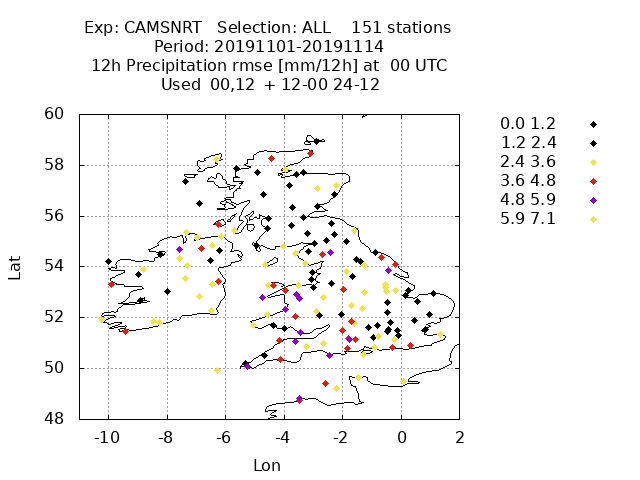 Exp: CAMSNRT Selection: ALL 151 stations
Period: 20191101-20191114
12h Precipitation rmse [mm/12h] at 00 UTC
Used 00,12 + 12-00 24-12
60
58
56
54
52
50
48
Lat
-10 -8 -6 -4 -2 0 2
Lon
0.0 1.2
1.2 2.4
2.4 3.6
3.6 4.8
4.8 5.9
5.9 7.1